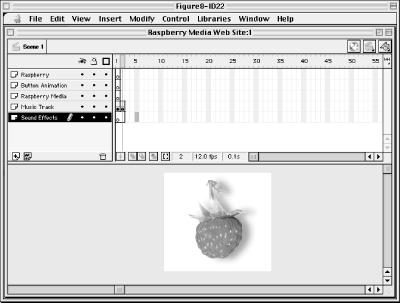 Figure8-ID22
File Edit View Insert Modify Control Libraries Window Help
Raspberry Media Web Site:1
Scene 1
1 5 10 15 20 25 30 35 40 45 50 55
Raspberry
Button Animation
Raspberry Media
Music Track
Sound Effects
2 12.0 fps 0.1s